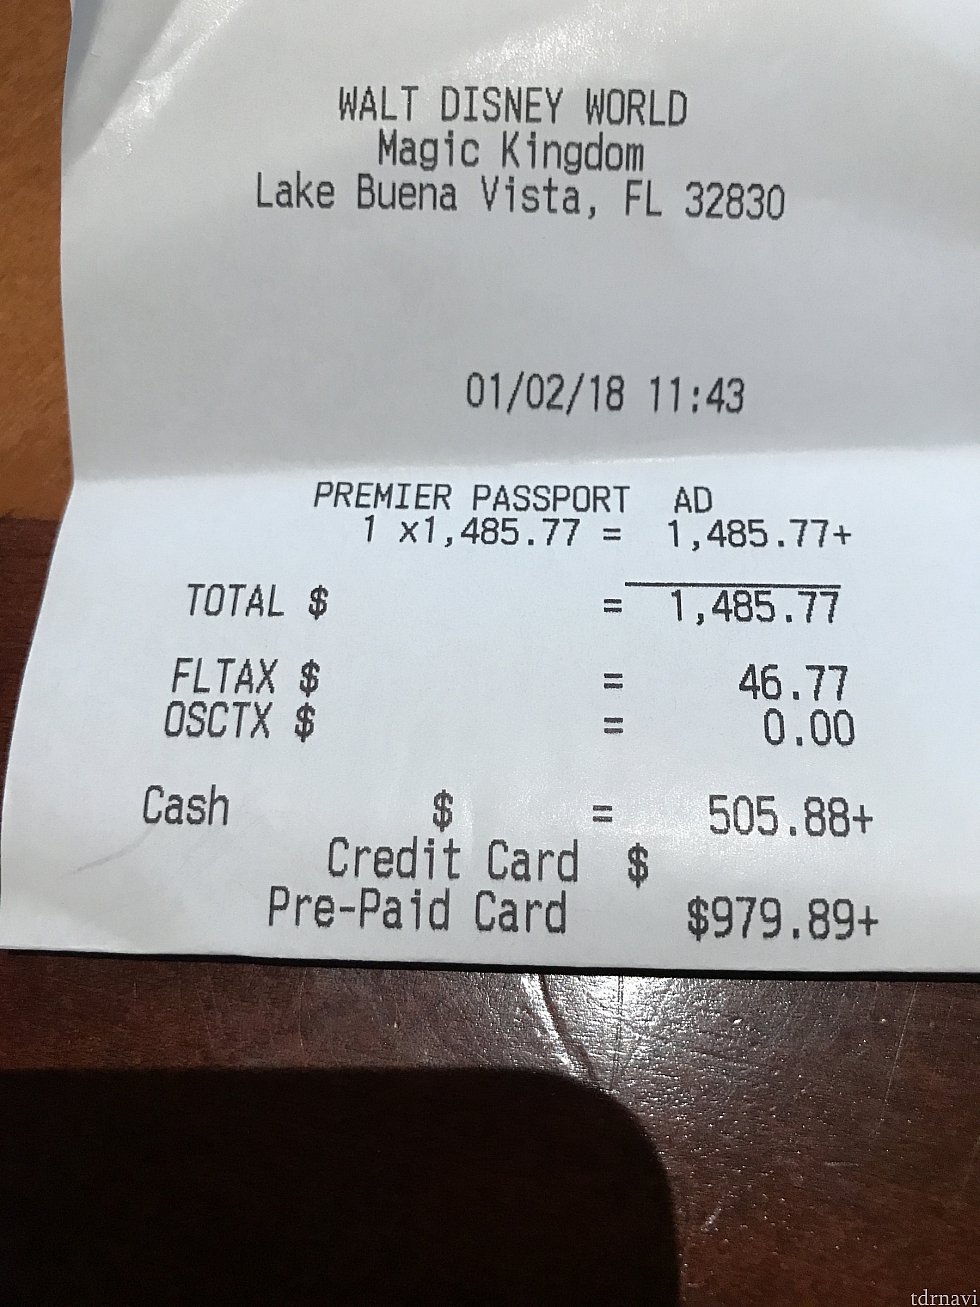 WALT DISNEY WORLD
Magic Kingdom
Lake Buena Vista, FL 32830
01/02/18 11:43
PREMIER PASSPORT AD
1 x1,485.77 = 1,485.77+
TOTAL $ = 1,485.77
FLTAX $ = 46.77
OSCTX $ = 0.00
Cash $ = 505.88+
Credit Card $
Pre-Paid Card $979.89+
tdrnavi